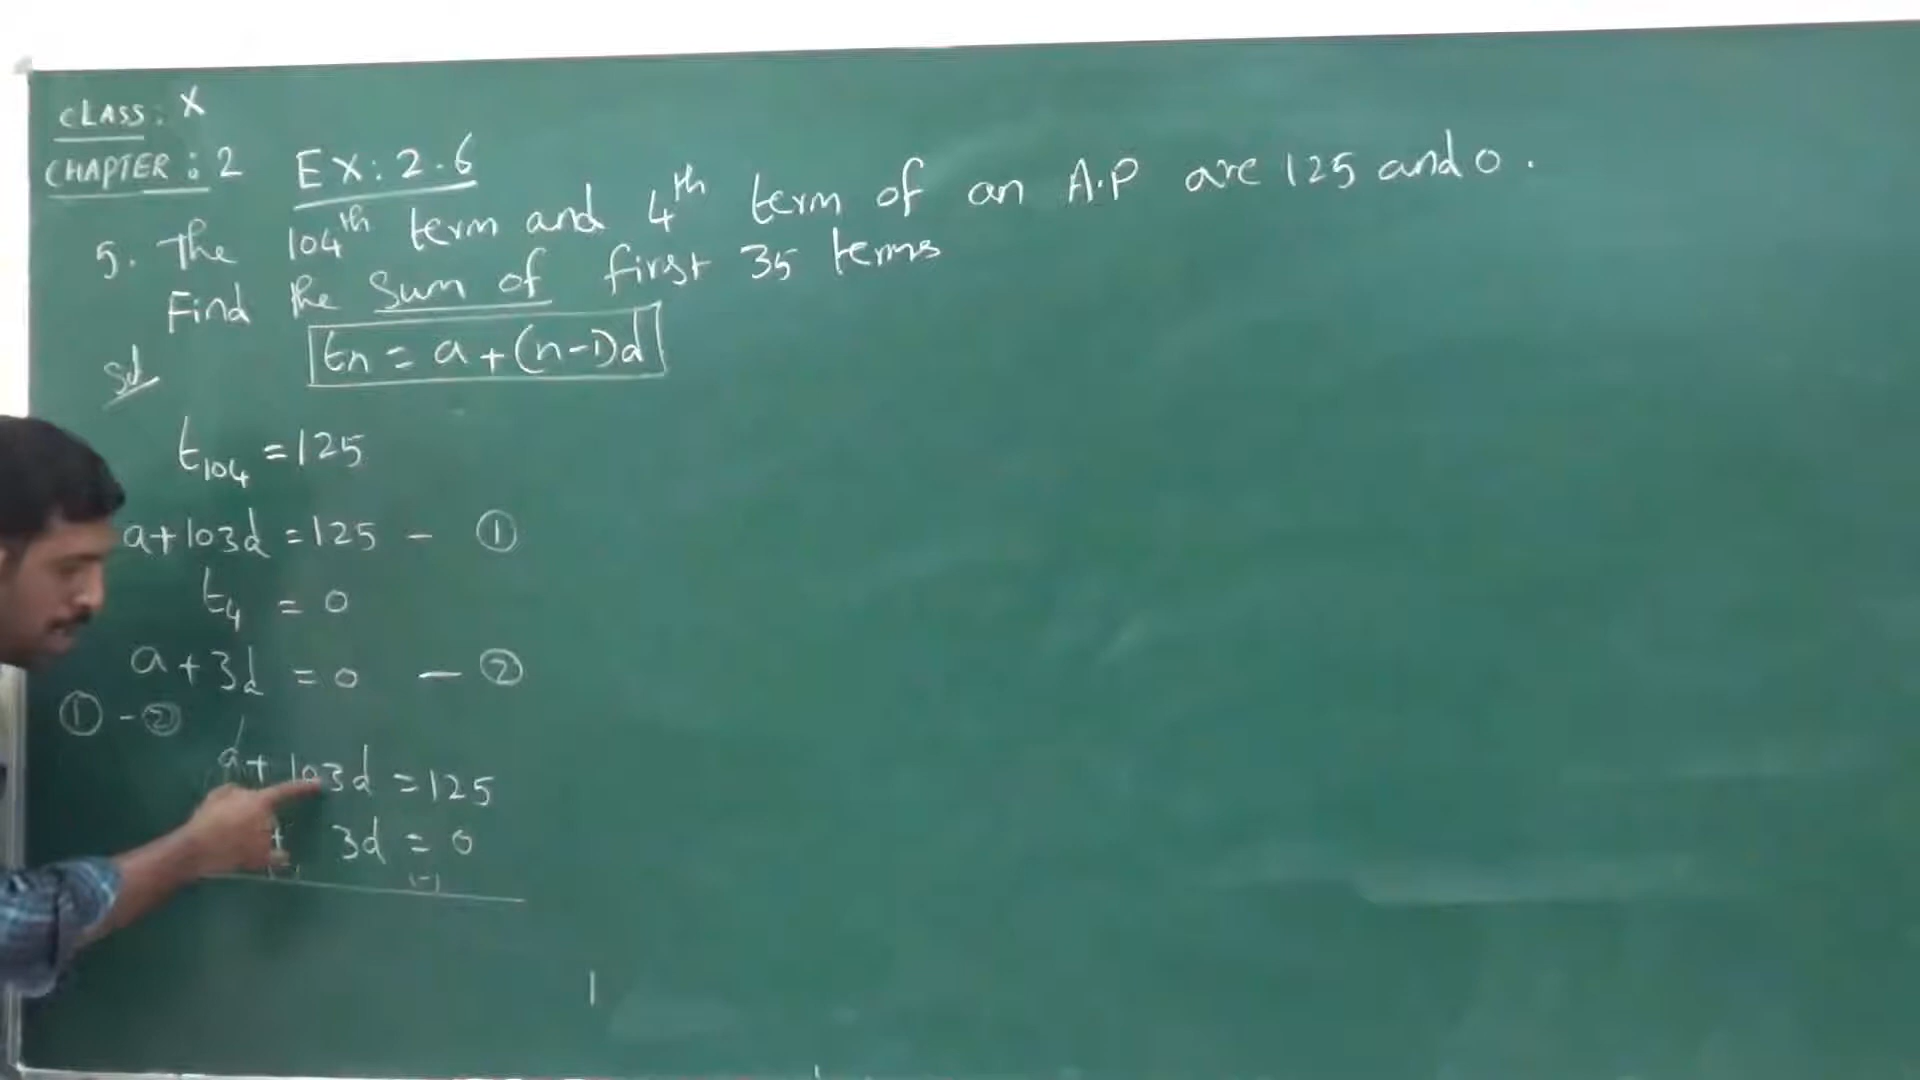 CLASS: X
CHAPTER: 2 EX: 2.6
5. The 104th term and 4th term of an A.P are 125 and 0.
Find the Sum of first 35 terms
Sol
tn = a + (n-1)d
t104 = 125
a+103d = 125 - ①
t4 = 0
a + 3d = 0 - ②
① - ②
a + 103d = 125
+ 3d = 0
(-) (-)